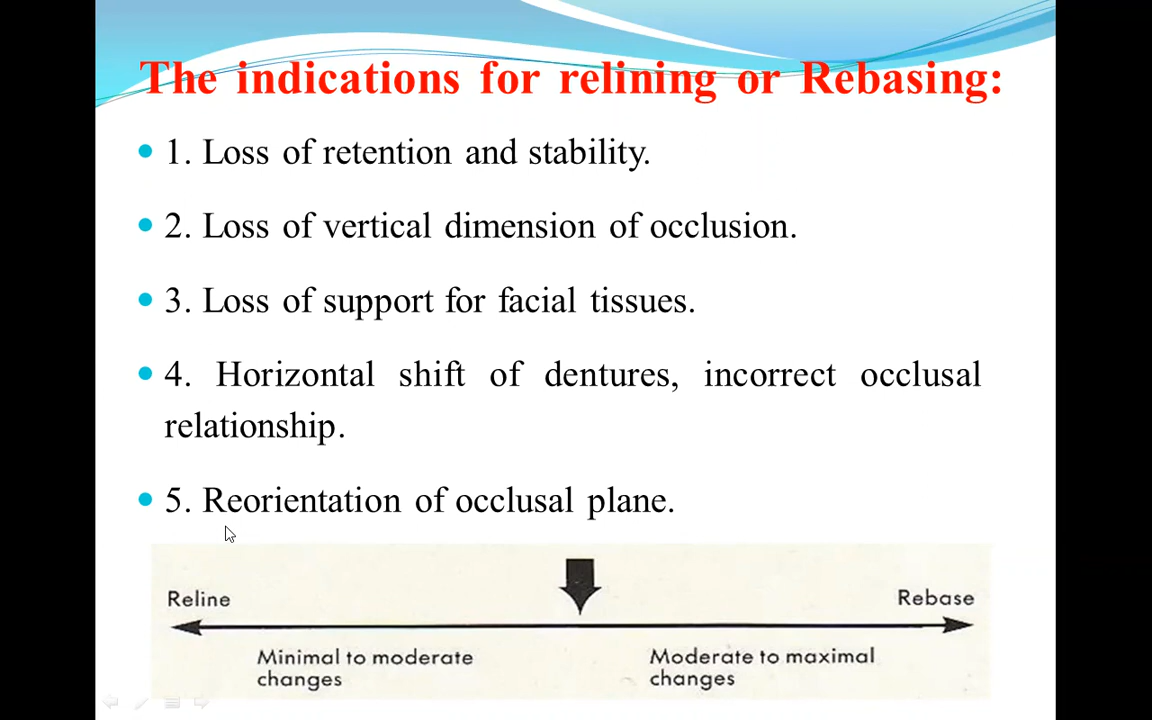 The indications for relining or Rebasing:
1. Loss of retention and stability.
2. Loss of vertical dimension of occlusion.
3. Loss of support for facial tissues.
4. Horizontal shift of dentures, incorrect occlusal
relationship.
5. Reorientation of occlusal plane.
Reline
Rebase
Minimal to moderate
changes
Moderate to maximal
changes